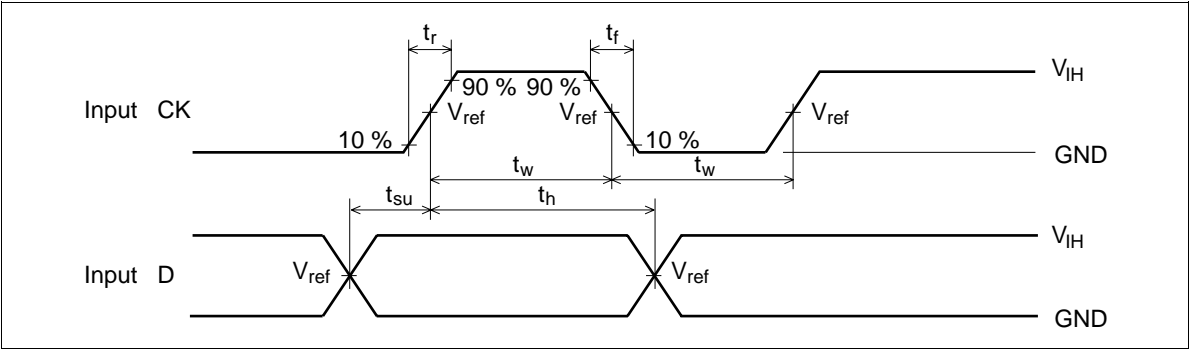 tr tf
VIH
90 % 90 %
Input CK Vref Vref Vref
10 % 10 %
GND
tw tw
tsu th
VIH
Input D Vref Vref
GND